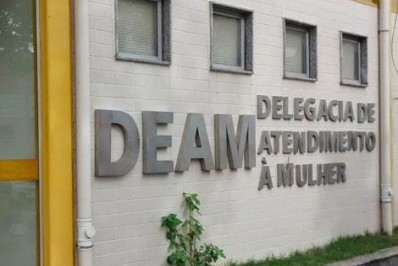 DEAM
DELEGACIA DE
ATENDIMENTO
À MULHER